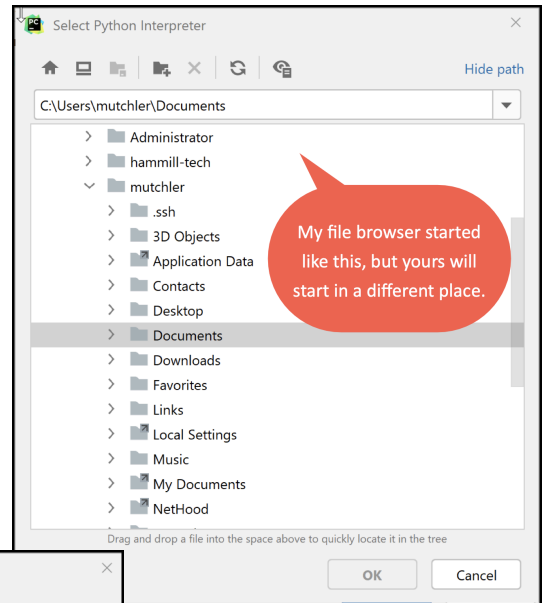 PC
Select Python Interpreter
Hide path
C:\Users\mutchler\Documents
Administrator
hammill-tech
mutchler
.ssh
3D Objects
Application Data
Contacts
Desktop
Documents
Downloads
Favorites
Links
Local Settings
Music
My Documents
NetHood
My file browser started
like this, but yours will
start in a different place.
Drag and drop a file into the space above to quickly locate it in the tree
OK
Cancel